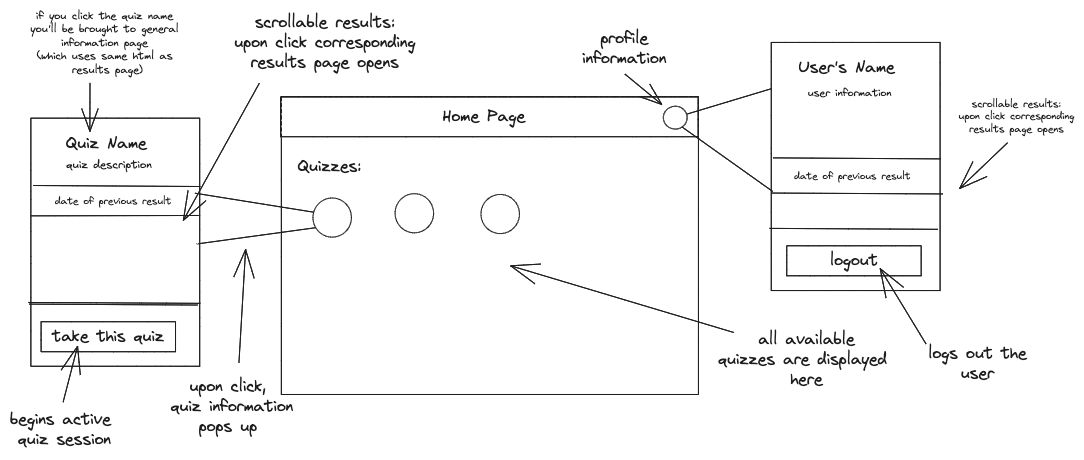 if you click the quiz name
you'll be brought to general
information page
(which uses same html as
results page)
scrollable results:
upon click corresponding
results page opens
profile
information
Quiz Name
quiz description
date of previous result
take this quiz
begins active
quiz session
upon click,
quiz information
pops up
Home Page
Quizzes:
all available
quizzes are displayed
here
User's Name
user information
date of previous result
logout
scrollable results:
upon click corresponding
results page opens
logs out the
user